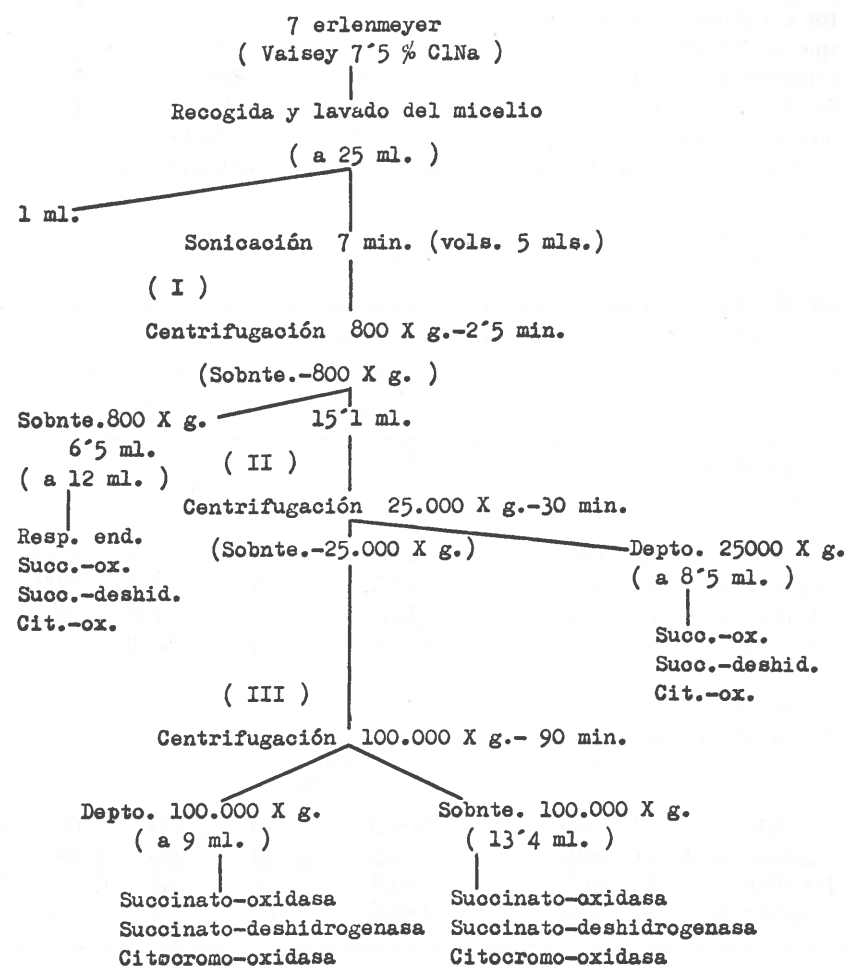 7 erlenmeyer
( Vaisey 7´5 % ClNa )
Recogida y lavado del micelio
( a 25 ml. )
1 ml.
Sonicación 7 min. (vols. 5 mls.)
( I )
Centrifugación 800 X g.-2´5 min.
(Sobnte.-800 X g. )
Sobnte.800 X g.
15´1 ml.
6´5 ml.
( a 12 ml. )
( II )
Centrifugación 25.000 X g.-30 min.
Resp. end.
Succ.-ox.
Succ.-deshid.
Cit.-ox.
(Sobnte.-25.000 X g.)
Depto. 25000 X g.
( a 8´5 ml. )
Succ.-ox.
Succ.-deshid.
Cit.-ox.
( III )
Centrifugación 100.000 X g.- 90 min.
Depto. 100.000 X g.
( a 9 ml. )
Succinato-oxidasa
Succinato-deshidrogenasa
Citocromo-oxidasa
Sobnte. 100.000 X g.
( 13´4 ml. )
Succinato-oxidasa
Succinato-deshidrogenasa
Citocromo-oxidasa